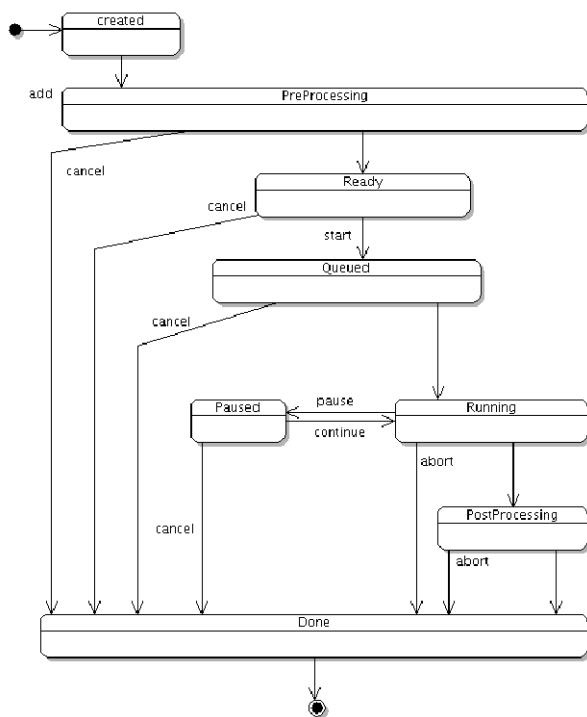 created
add
PreProcessing
cancel
Ready
cancel
start
Queued
cancel
Paused
pause
Running
continue
abort
PostProcessing
cancel
abort
Done